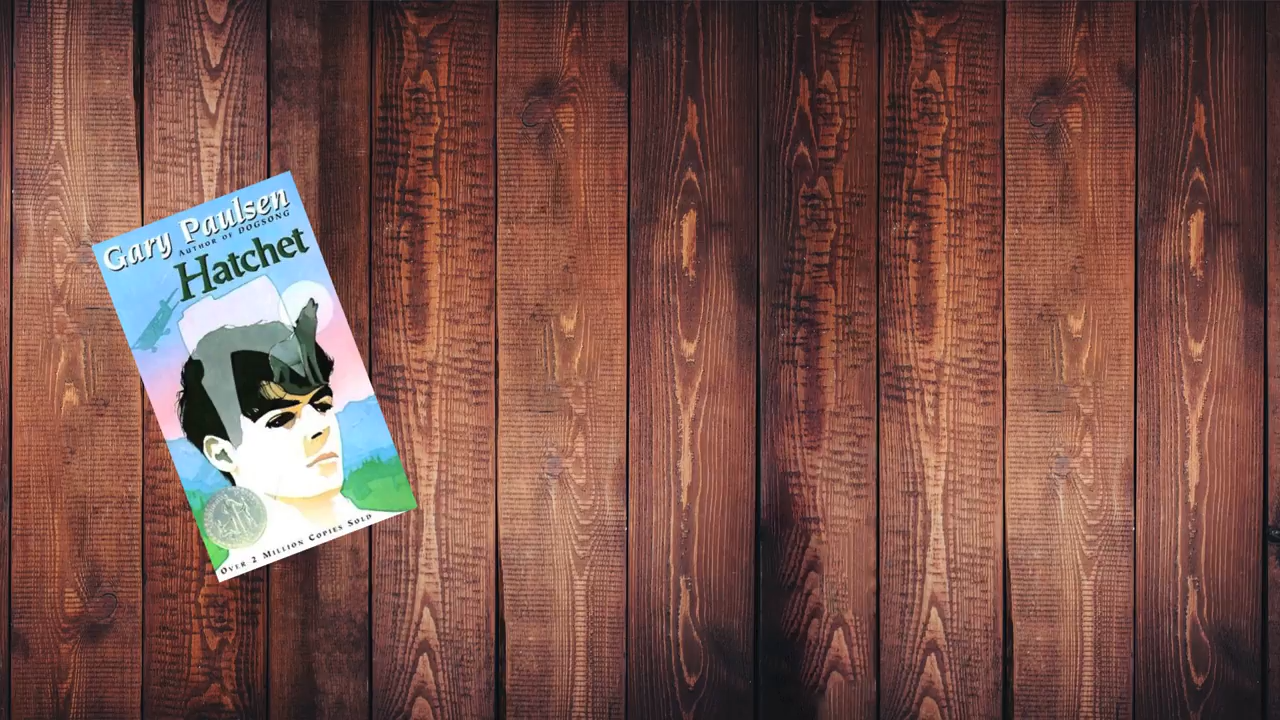 Gary Paulsen
AUTHOR OF DOGSONG
Hatchet
OVER 2 MILLION COPIES SOLD